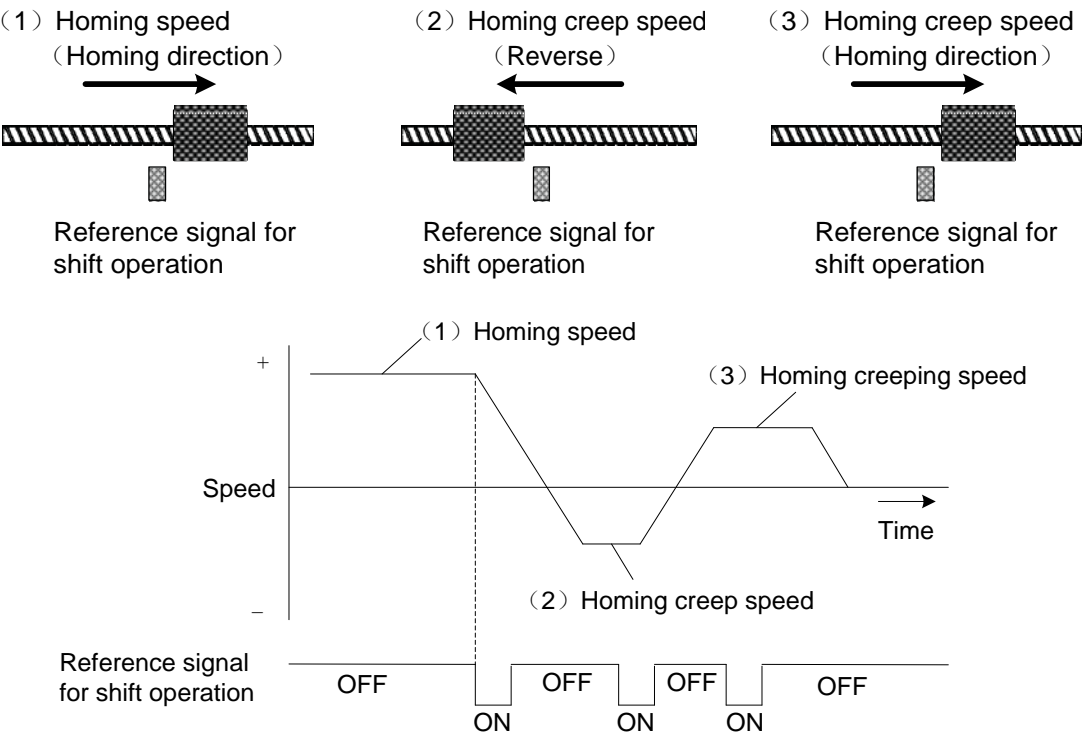 （1）Homing speed
（Homing direction）
（2）Homing creep speed
（Reverse）
（3）Homing creep speed
（Homing direction）
Reference signal for
shift operation
Reference signal for
shift operation
Reference signal for
shift operation
（1）Homing speed
+
（3）Homing creeping speed
Speed
Time
（2）Homing creep speed
−
Reference signal
for shift operation
OFF
OFF
OFF
OFF
ON
ON
ON